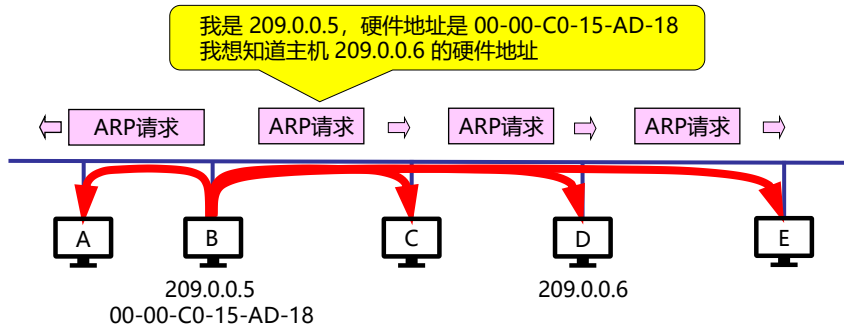 我是 209.0.0.5，硬件地址是 00-00-C0-15-AD-18
我想知道主机 209.0.0.6 的硬件地址
ARP请求
ARP请求
ARP请求
ARP请求
A
B
C
D
E
209.0.0.5
209.0.0.6
00-00-C0-15-AD-18